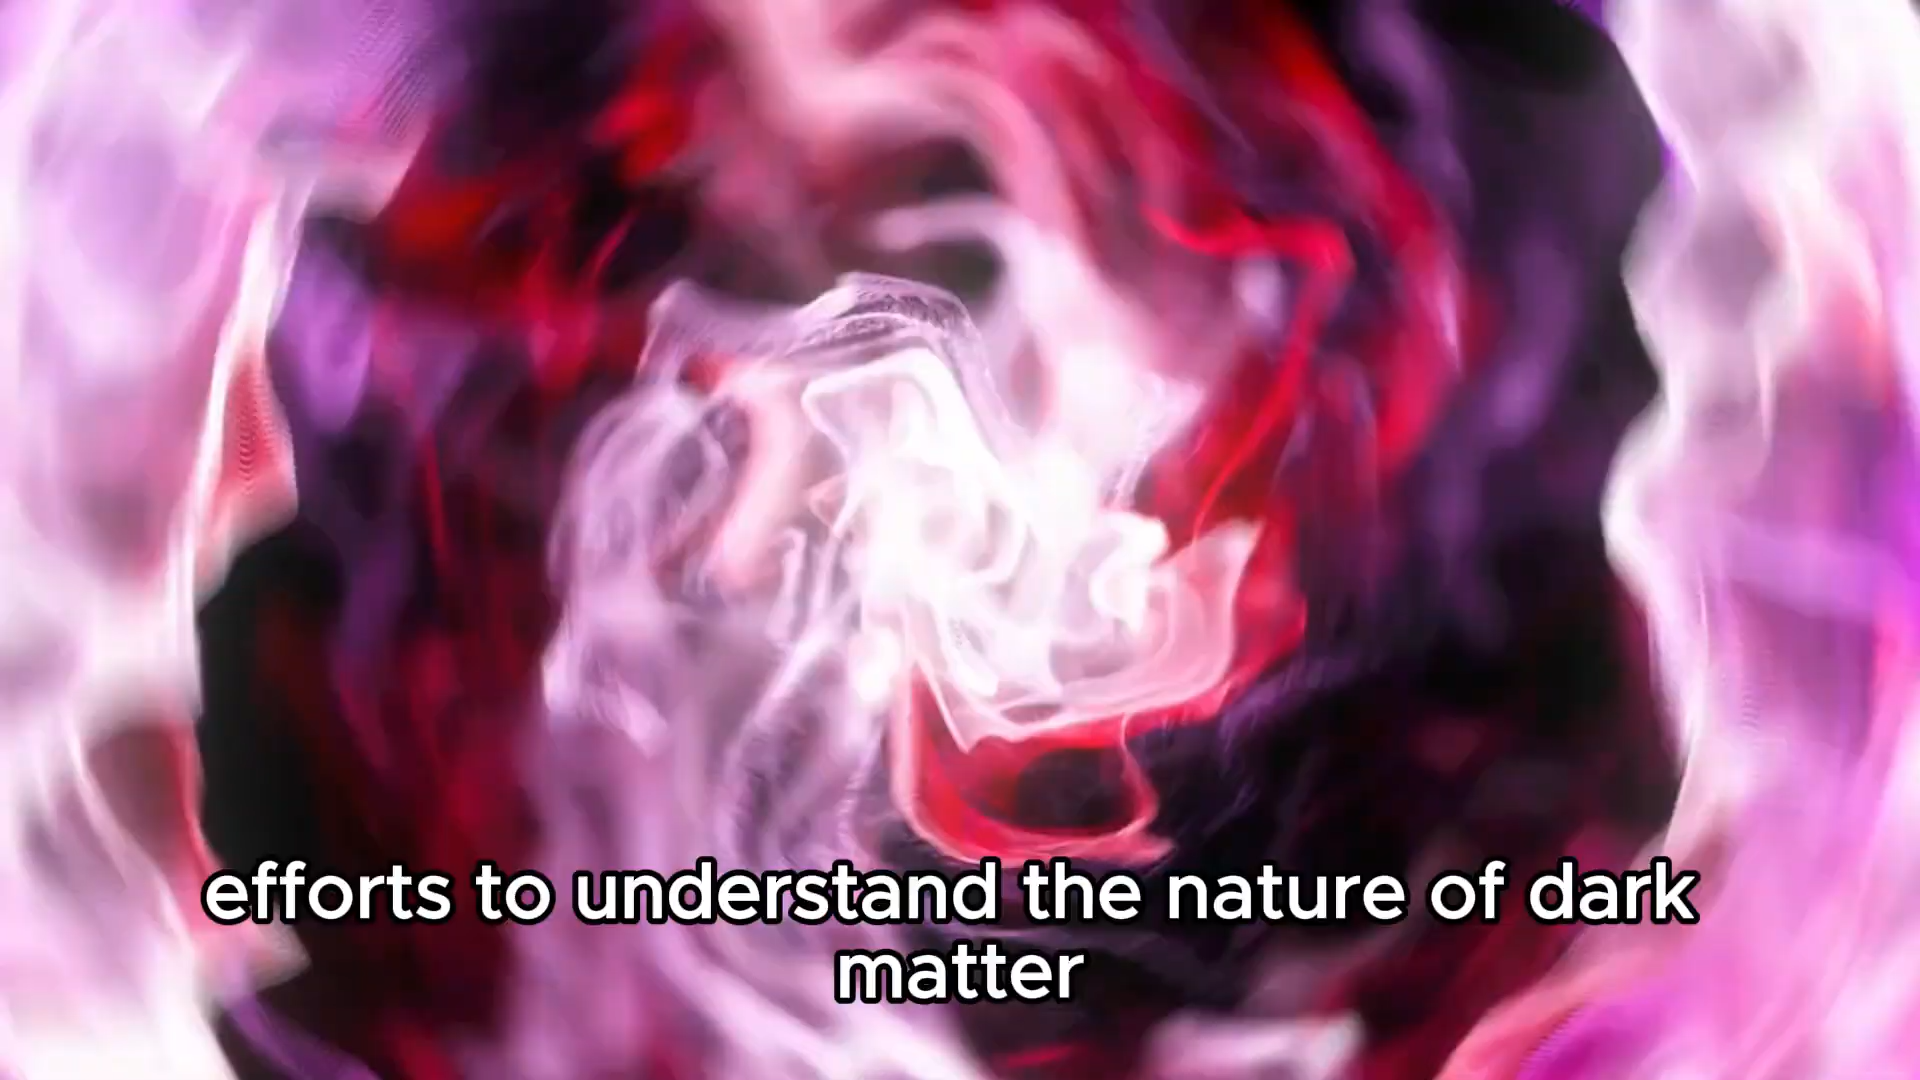 efforts to understand the nature of dark
matter